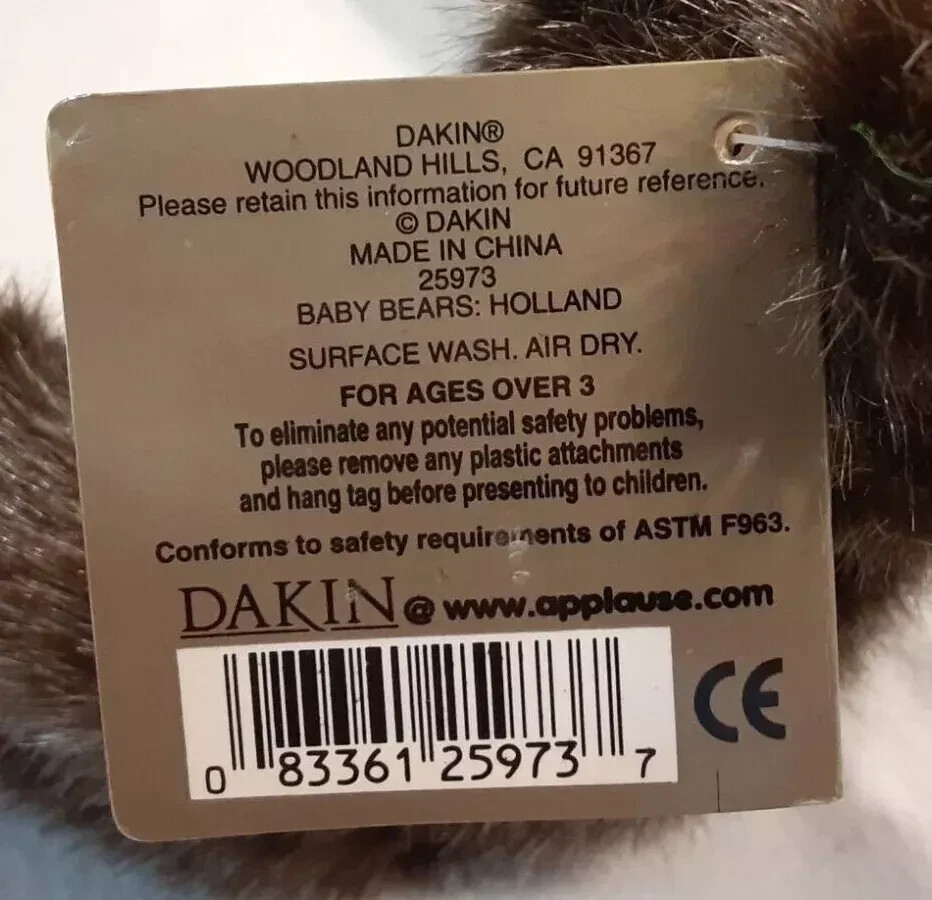 DAKIN®
WOODLAND HILLS, CA 91367
Please retain this information for future reference.
© DAKIN
MADE IN CHINA
25973
BABY BEARS: HOLLAND
SURFACE WASH. AIR DRY.
FOR AGES OVER 3
To eliminate any potential safety problems,
please remove any plastic attachments
and hang tag before presenting to children.
Conforms to safety requirements of ASTM F963.
DAKIN @ www.applause.com
CE
0 83361 25973 7